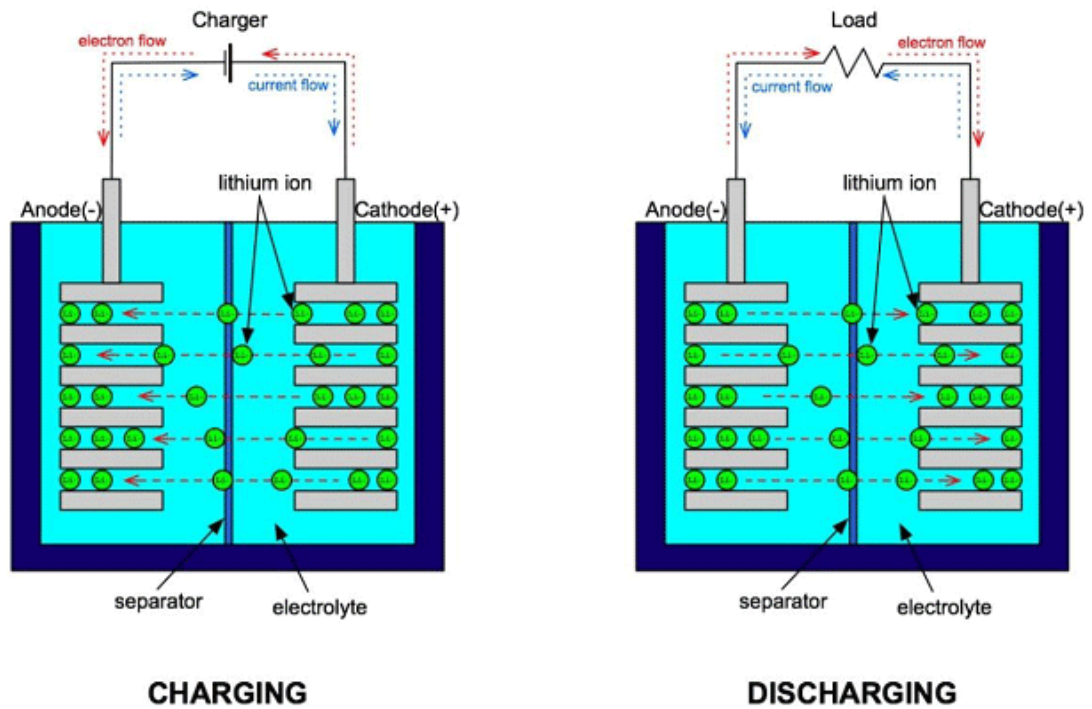 Charger
electron flow
current flow
lithium ion
Anode(-)
Cathode(+)
separator
electrolyte
CHARGING
Load
electron flow
current flow
lithium ion
Anode(-)
Cathode(+)
separator
electrolyte
DISCHARGING